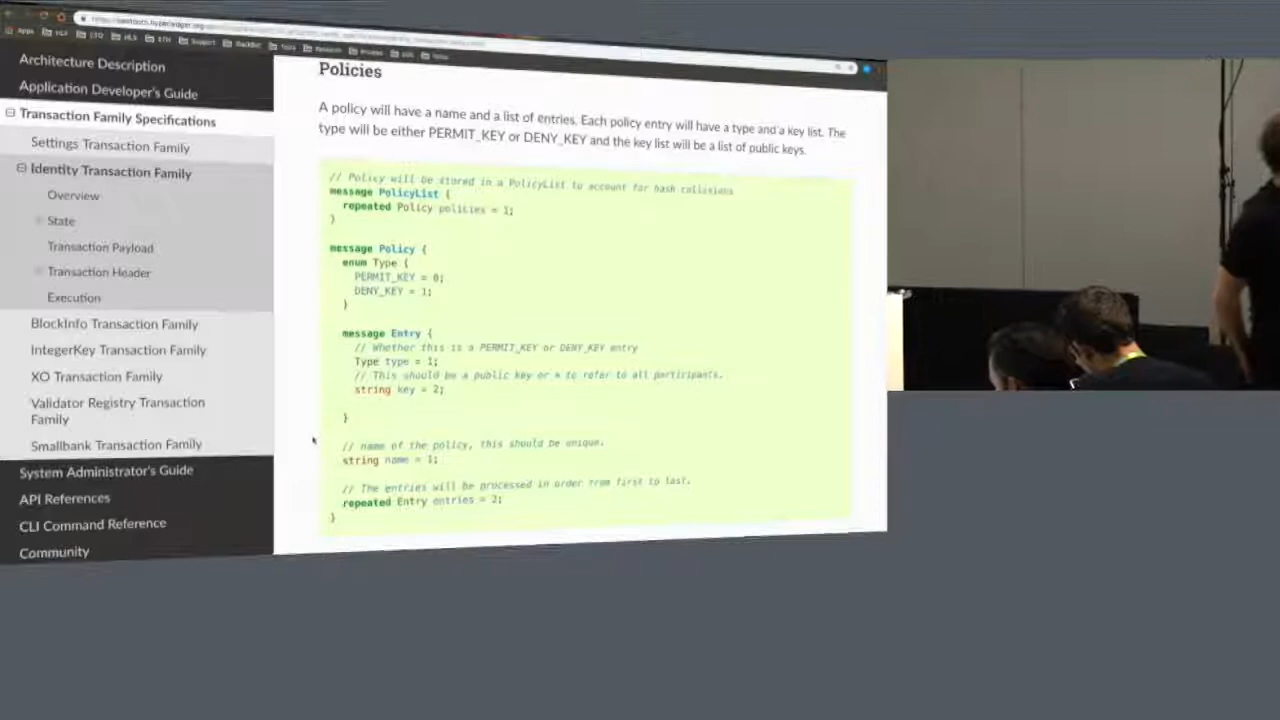 Apps
Support
Architecture Description
Application Developer's Guide
Transaction Family Specifications
Settings Transaction Family
Identity Transaction Family
Overview
State
Transaction Payload
Transaction Header
Execution
BlockInfo Transaction Family
IntegerKey Transaction Family
XO Transaction Family
Validator Registry Transaction
Family
Smallbank Transaction Family
System Administrator's Guide
API References
CLI Command Reference
Community
Policies
A policy will have a name and a list of entries. Each policy entry will have a type and a key list. The
type will be either PERMIT_KEY or DENY_KEY and the key list will be a list of public keys.
// Policy will be stored in a PolicyList to account for hash collisions
message PolicyList {
repeated Policy policies = 1;
}
message Policy {
enum Type {
PERMIT_KEY = 0;
DENY_KEY = 1;
}
message Entry {
// Whether this is a PERMIT_KEY or DENY_KEY entry
Type type = 1;
// This should be a public key or * to refer to all participants.
string key = 2;
}
// name of the policy, this should be unique.
string name = 1;
// The entries will be processed in order from first to last.
repeated Entry entries = 2;
}